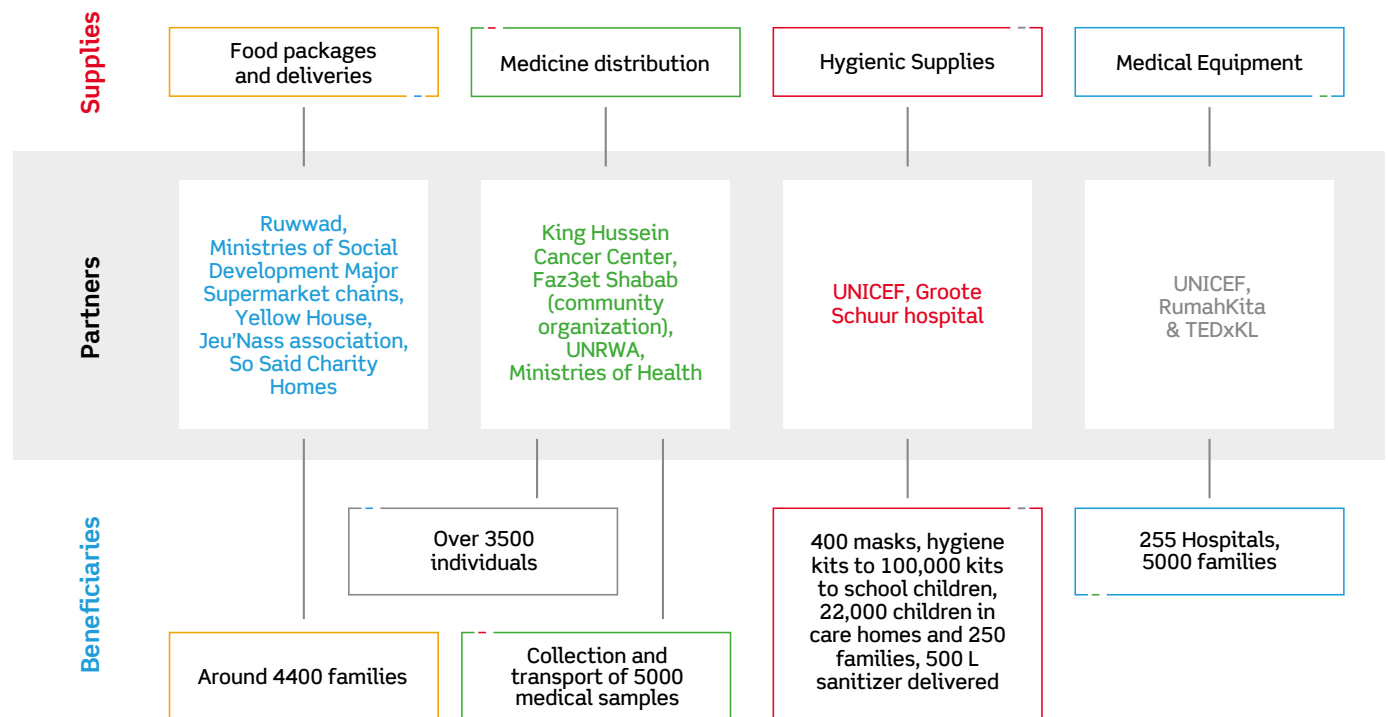 Supplies
Food packages
and deliveries
Medicine distribution
Hygienic Supplies
Medical Equipment
Partners
Ruwwad,
Ministries of Social
Development Major
Supermarket chains,
Yellow House,
Jeu'Nass association,
So Said Charity
Homes
King Hussein
Cancer Center,
Faz3et Shabab
(community
organization),
UNRWA,
Ministries of Health
UNICEF, Groote
Schuur hospital
UNICEF,
RumahKita
& TEDxKL
Beneficiaries
Over 3500
individuals
Around 4400 families
Collection and
transport of 5000
medical samples
400 masks, hygiene
kits to 100,000 kits
to school children,
22,000 children in
care homes and 250
families, 500 L
sanitizer delivered
255 Hospitals,
5000 families